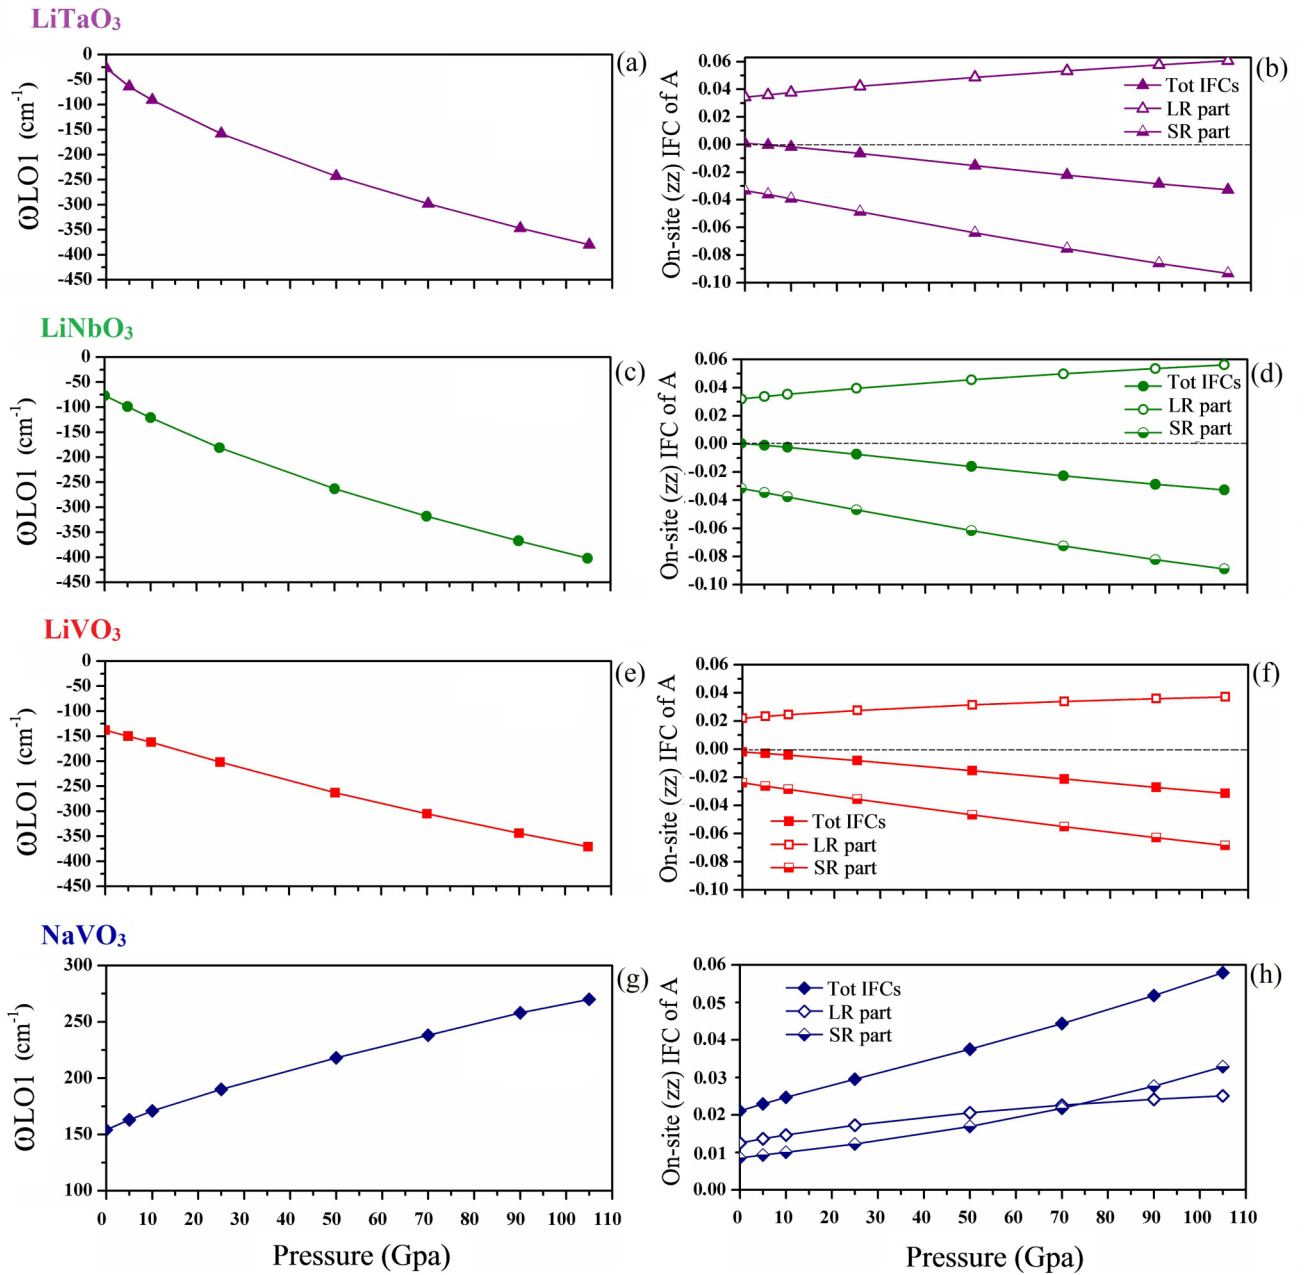 LiTaO3
0
-50
-100
-150
-200
-250
-300
-350
-400
-450
ωLO1 (cm-1)
(a)
0.06
0.04
0.02
0.00
-0.02
-0.04
-0.06
-0.08
-0.10
On-site (zz) IFC of A
Tot IFCs
LR part
SR part
(b)
LiNbO3
0
-50
-100
-150
-200
-250
-300
-350
-400
-450
ωLO1 (cm-1)
(c)
0.06
0.04
0.02
0.00
-0.02
-0.04
-0.06
-0.08
-0.10
On-site (zz) IFC of A
Tot IFCs
LR part
SR part
(d)
LiVO3
0
-50
-100
-150
-200
-250
-300
-350
-400
-450
ωLO1 (cm-1)
(e)
0.06
0.04
0.02
0.00
-0.02
-0.04
-0.06
-0.08
-0.10
On-site (zz) IFC of A
Tot IFCs
LR part
SR part
(f)
NaVO3
300
250
200
150
100
ωLO1 (cm-1)
(g)
0 10 20 30 40 50 60 70 80 90 100 110
Pressure (Gpa)
0.06
0.05
0.04
0.03
0.02
0.01
0.00
On-site (zz) IFC of A
Tot IFCs
LR part
SR part
(h)
0 10 20 30 40 50 60 70 80 90 100 110
Pressure (Gpa)